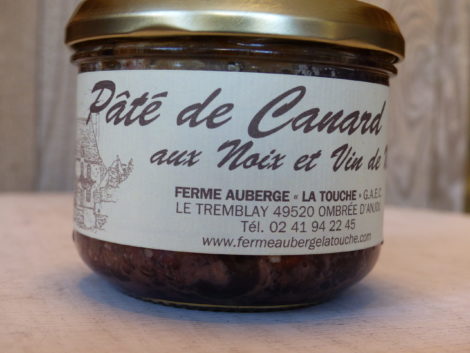 Pâté de Canard
aux Noix et Vin de
FERME AUBERGE « LA TOUCHE » G.A.E.C.
LE TREMBLAY 49520 OMBRÉE D'ANJOU
Tél. 02 41 94 22 45
www.fermeaubergelatouche.com